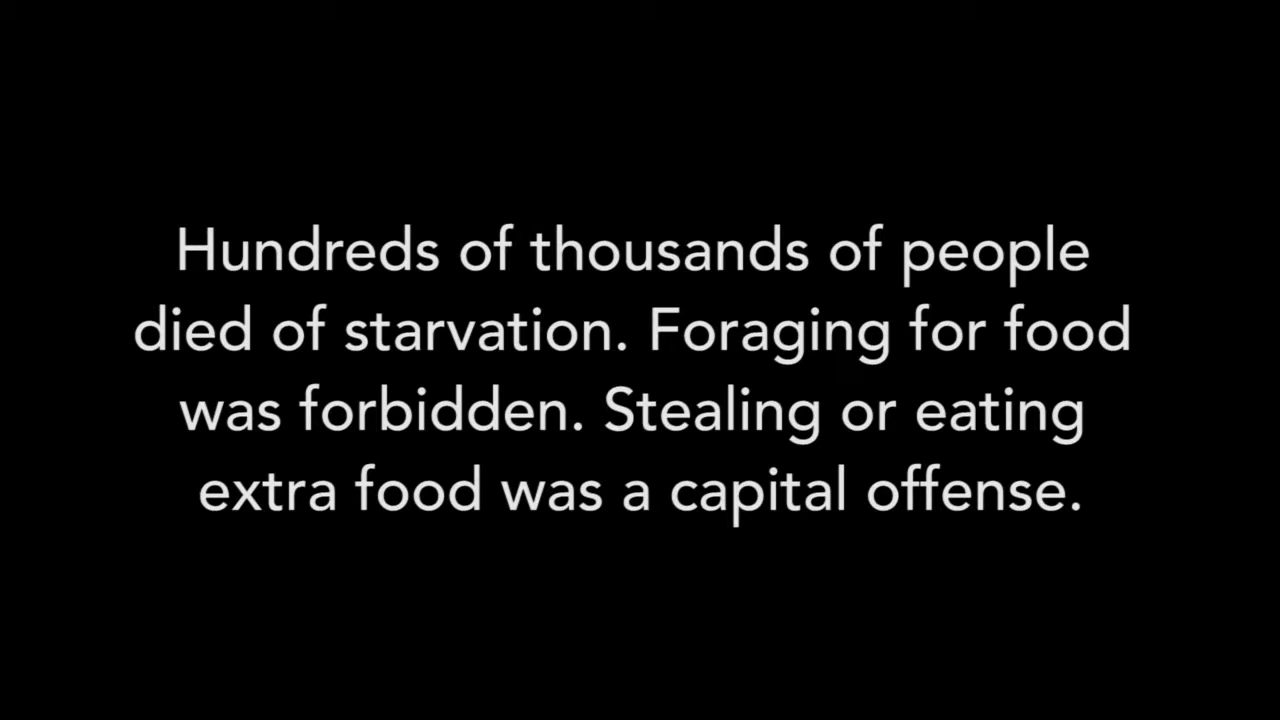 Hundreds of thousands of people
died of starvation. Foraging for food
was forbidden. Stealing or eating
extra food was a capital offense.